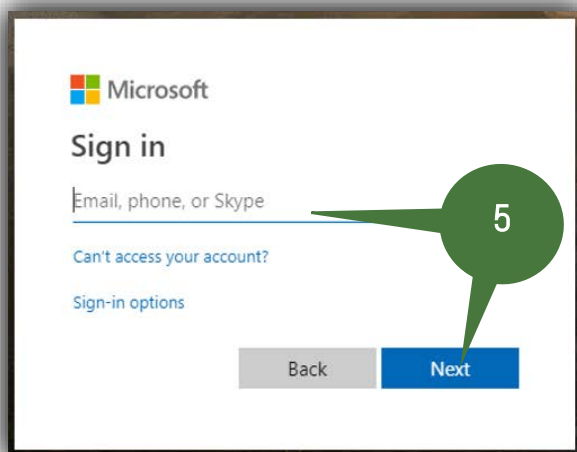 Microsoft
Sign in
Email, phone, or Skype
5
Can't access your account?
Sign-in options
Back Next